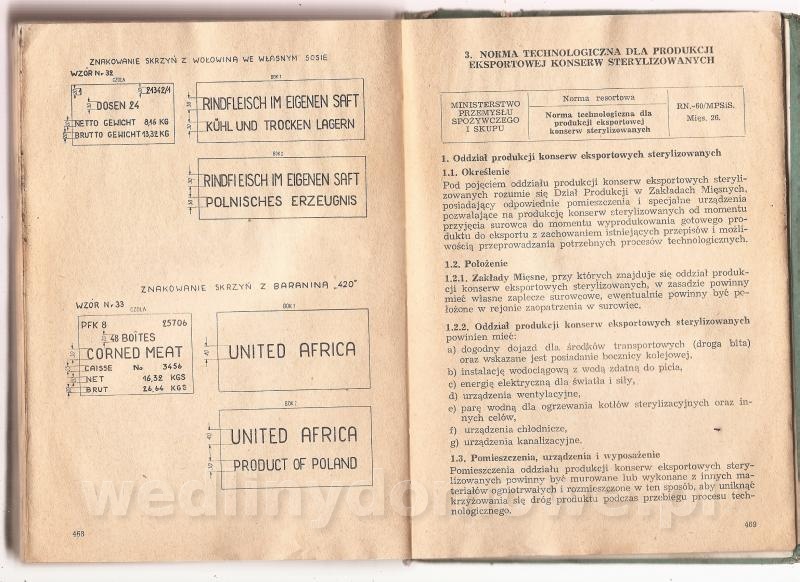 ZNAKOWANIE SKRZYŃ Z WOŁOWINĄ WE WŁASNYM SOSIE
WZÓR Nr 32
CZOŁA
1 21342/1
DOSEN 24
NETTO GEWICHT 8,16 KG
BRUTTO GEWICHT 13,32 KG
BOK 1
RINDFLEISCH IM EIGENEN SAFT
KÜHL UND TROCKEN LAGERN
BOK 2
RINDFLEISCH IM EIGENEN SAFT
POLNISCHES ERZEUGNIS
ZNAKOWANIE SKRZYŃ Z BARANINĄ „420”
WZÓR Nr 33
CZOŁA
PFK 8 25706
48 BOÎTES
CORNED MEAT
CAISSE No 3456
NET 16,32 KGS
BRUT 26,64 KGS
BOK 1
UNITED AFRICA
BOK 2
UNITED AFRICA
PRODUCT OF POLAND
468
3. NORMA TECHNOLOGICZNA DLA PRODUKCJI
EKSPORTOWEJ KONSERW STERYLIZOWANYCH
MINISTERSTWO
PRZEMYSŁU
SPOŻYWCZEGO
I SKUPU
Norma resortowa
Norma technologiczna dla
produkcji eksportowej
konserw sterylizowanych
RN.-60/MPSiS.
Mięs. 26.
1. Oddział produkcji konserw eksportowych sterylizowanych
1.1. Określenie
Pod pojęciem oddziału produkcji konserw eksportowych steryli-
zowanych rozumie się Dział Produkcji w Zakładach Mięsnych,
posiadający odpowiednie pomieszczenia i specjalne urządzenia
pozwalające na produkcję konserw sterylizowanych od momentu
przyjęcia surowca do momentu wyprodukowania gotowego pro-
duktu do eksportu z zachowaniem istniejących przepisów i możli-
wością przeprowadzania potrzebnych procesów technologicznych.
1.2. Położenie
1.2.1. Zakłady Mięsne, przy których znajduje się oddział produk-
cji konserw eksportowych sterylizowanych, w zasadzie powinny
mieć własne zaplecze surowcowe, ewentualnie powinny być po-
łożone w rejonie zaopatrzenia w surowiec.
1.2.2. Oddział produkcji konserw eksportowych sterylizowanych
powinien mieć:
a) dogodny dojazd dla środków transportowych (droga bita)
oraz wskazane jest posiadanie bocznicy kolejowej,
b) instalację wodociągową z wodą zdatną do picia,
c) energię elektryczną dla światła i siły,
d) urządzenia wentylacyjne,
e) parę wodną dla ogrzewania kotłów sterylizacyjnych oraz in-
nych celów,
f) urządzenia chłodnicze,
g) urządzenia kanalizacyjne.
1.3. Pomieszczenia, urządzenia i wyposażenie
Pomieszczenia oddziału produkcji konserw eksportowych stery-
lizowanych powinny być murowane lub wykonane z innych ma-
teriałów ogniotrwałych i rozmieszczone w ten sposób, aby uniknąć
krzyżowania się dróg produktu podczas przebiegu procesu tech-
nologicznego.
469
wedlinydomowe.pl